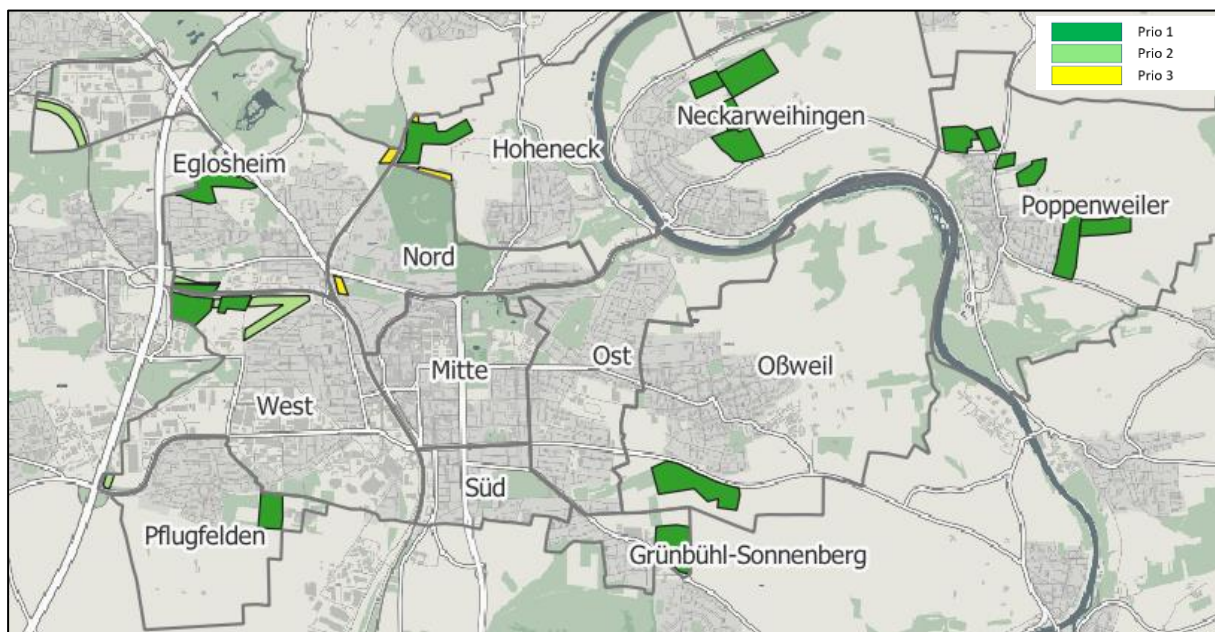 Prio 1
Prio 2
Prio 3
Neckarweihingen
Hoheneck
Eglosheim
Poppenweiler
Nord
Ost
Oßweil
Mitte
West
Süd
Pflugfelden
Grünbühl-Sonnenberg